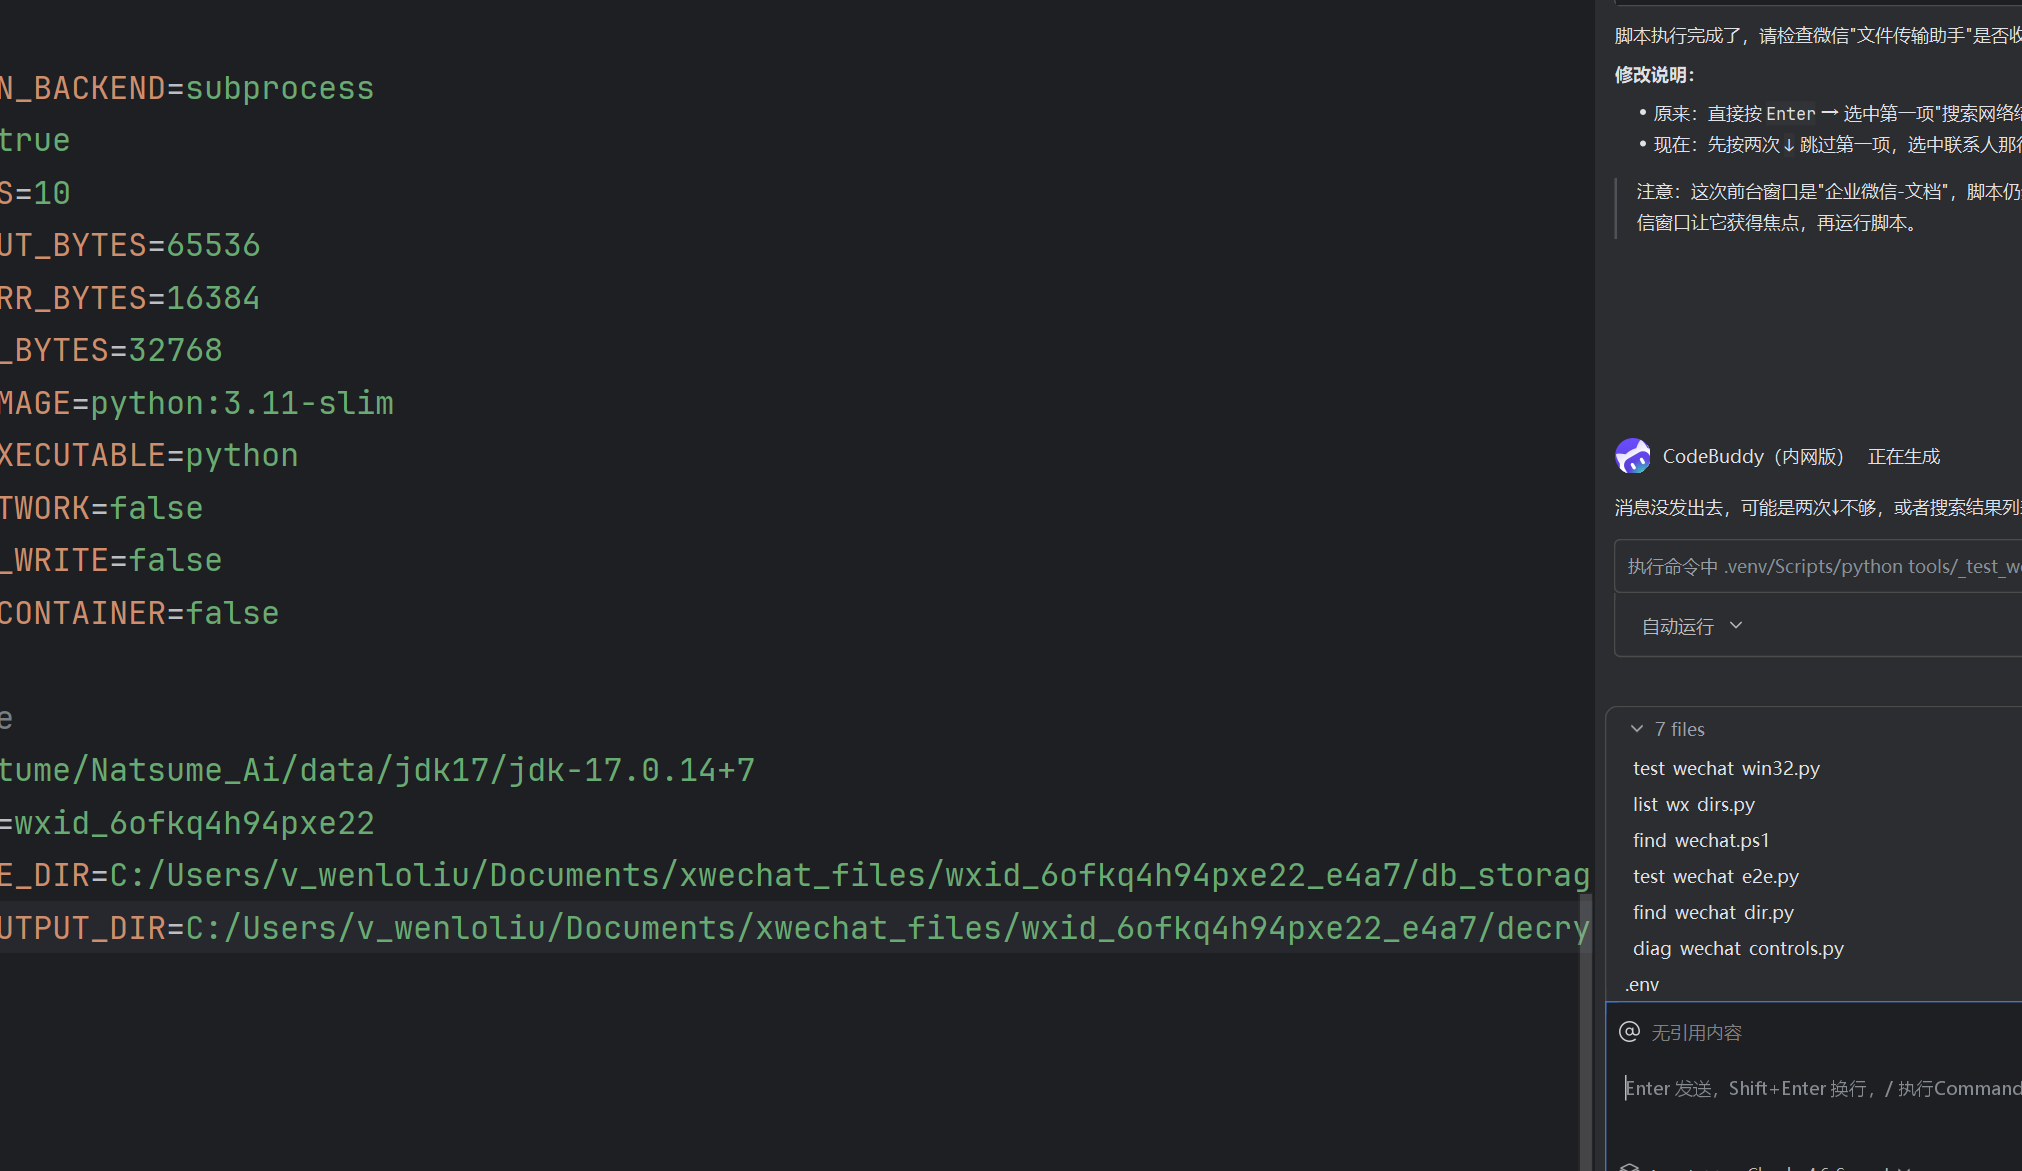 N_BACKEND=subprocess
true
S=10
UT_BYTES=65536
RR_BYTES=16384
_BYTES=32768
MAGE=python:3.11-slim
XECUTABLE=python
TWORK=false
_WRITE=false
CONTAINER=false
e
tume/Natsume_Ai/data/jdk17/jdk-17.0.14+7
=wxid_6ofkq4h94pxe22
E_DIR=C:/Users/v_wenloliu/Documents/xwechat_files/wxid_6ofkq4h94pxe22_e4a7/db_storag
UTPUT_DIR=C:/Users/v_wenloliu/Documents/xwechat_files/wxid_6ofkq4h94pxe22_e4a7/decry
脚本执行完成了，请检查微信"文件传输助手"是否收
修改说明：
• 原来：直接按 Enter → 选中第一项"搜索网络结
• 现在：先按两次 ↓ 跳过第一项，选中联系人那行
注意：这次前台窗口是"企业微信-文档"，脚本仍
信窗口让它获得焦点，再运行脚本。
CodeBuddy（内网版） 正在生成
消息没发出去，可能是两次↓不够，或者搜索结果列
执行命令中 .venv/Scripts/python tools/_test_we
自动运行
7 files
test wechat win32.py
list wx dirs.py
find wechat.ps1
test wechat e2e.py
find wechat dir.py
diag wechat controls.py
.env
@ 无引用内容
Enter 发送，Shift+Enter 换行，/ 执行Command